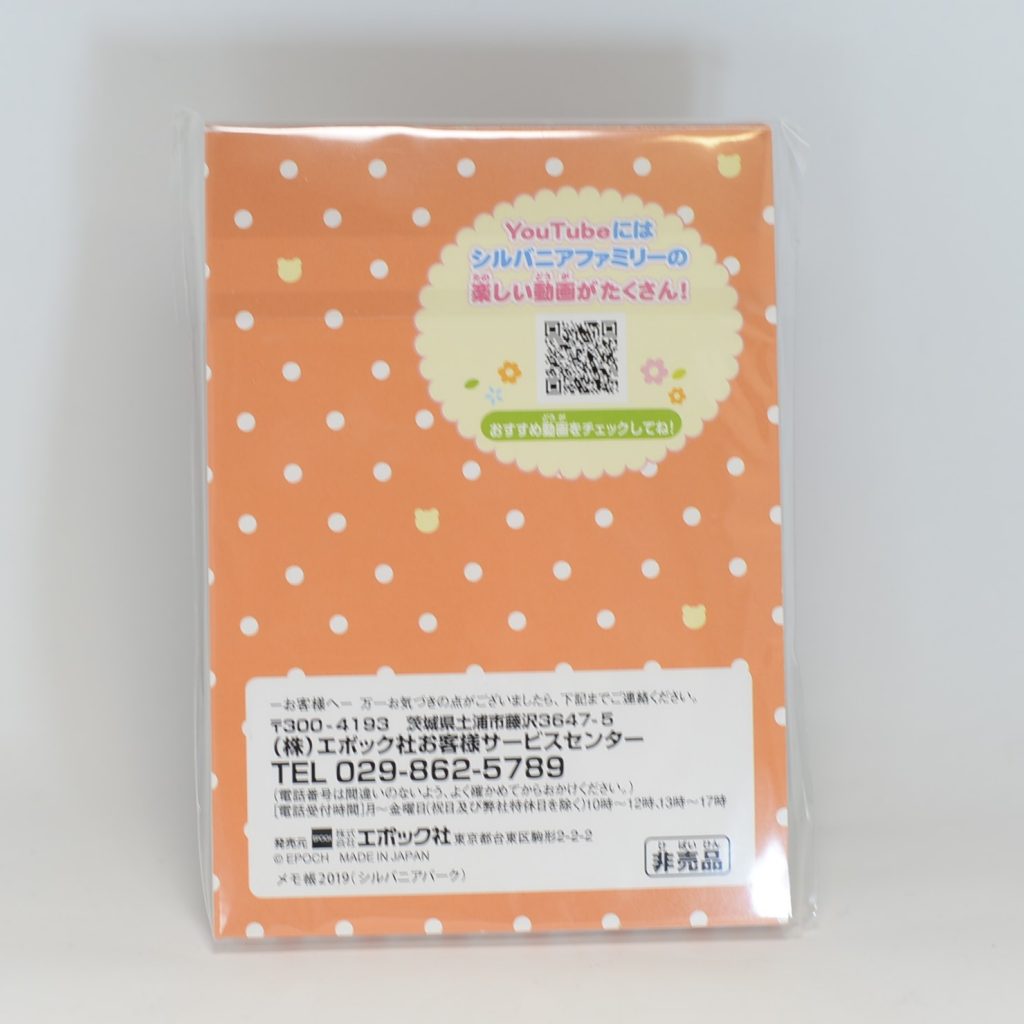 YouTubeには
シルバニアファミリーの
楽しい動画がたくさん!
おすすめ動画をチェックしてね!
ーお客様へー 万一お気づきの点がございましたら、下記までご連絡ください。
〒300-4193 茨城県土浦市藤沢3647-5
(株)エポック社お客様サービスセンター
TEL 029-862-5789
(電話番号は間違いのないよう、よく確かめてからおかけください。)
[電話受付時間]月〜金曜日(祝日及び弊社特休日を除く)10時〜12時、13時〜17時
発売元 EPOCH 株式会社 エポック社 東京都台東区駒形2-2-2
© EPOCH MADE IN JAPAN
メモ帳2019(シルバニアパーク)
ひばいひん
非売品